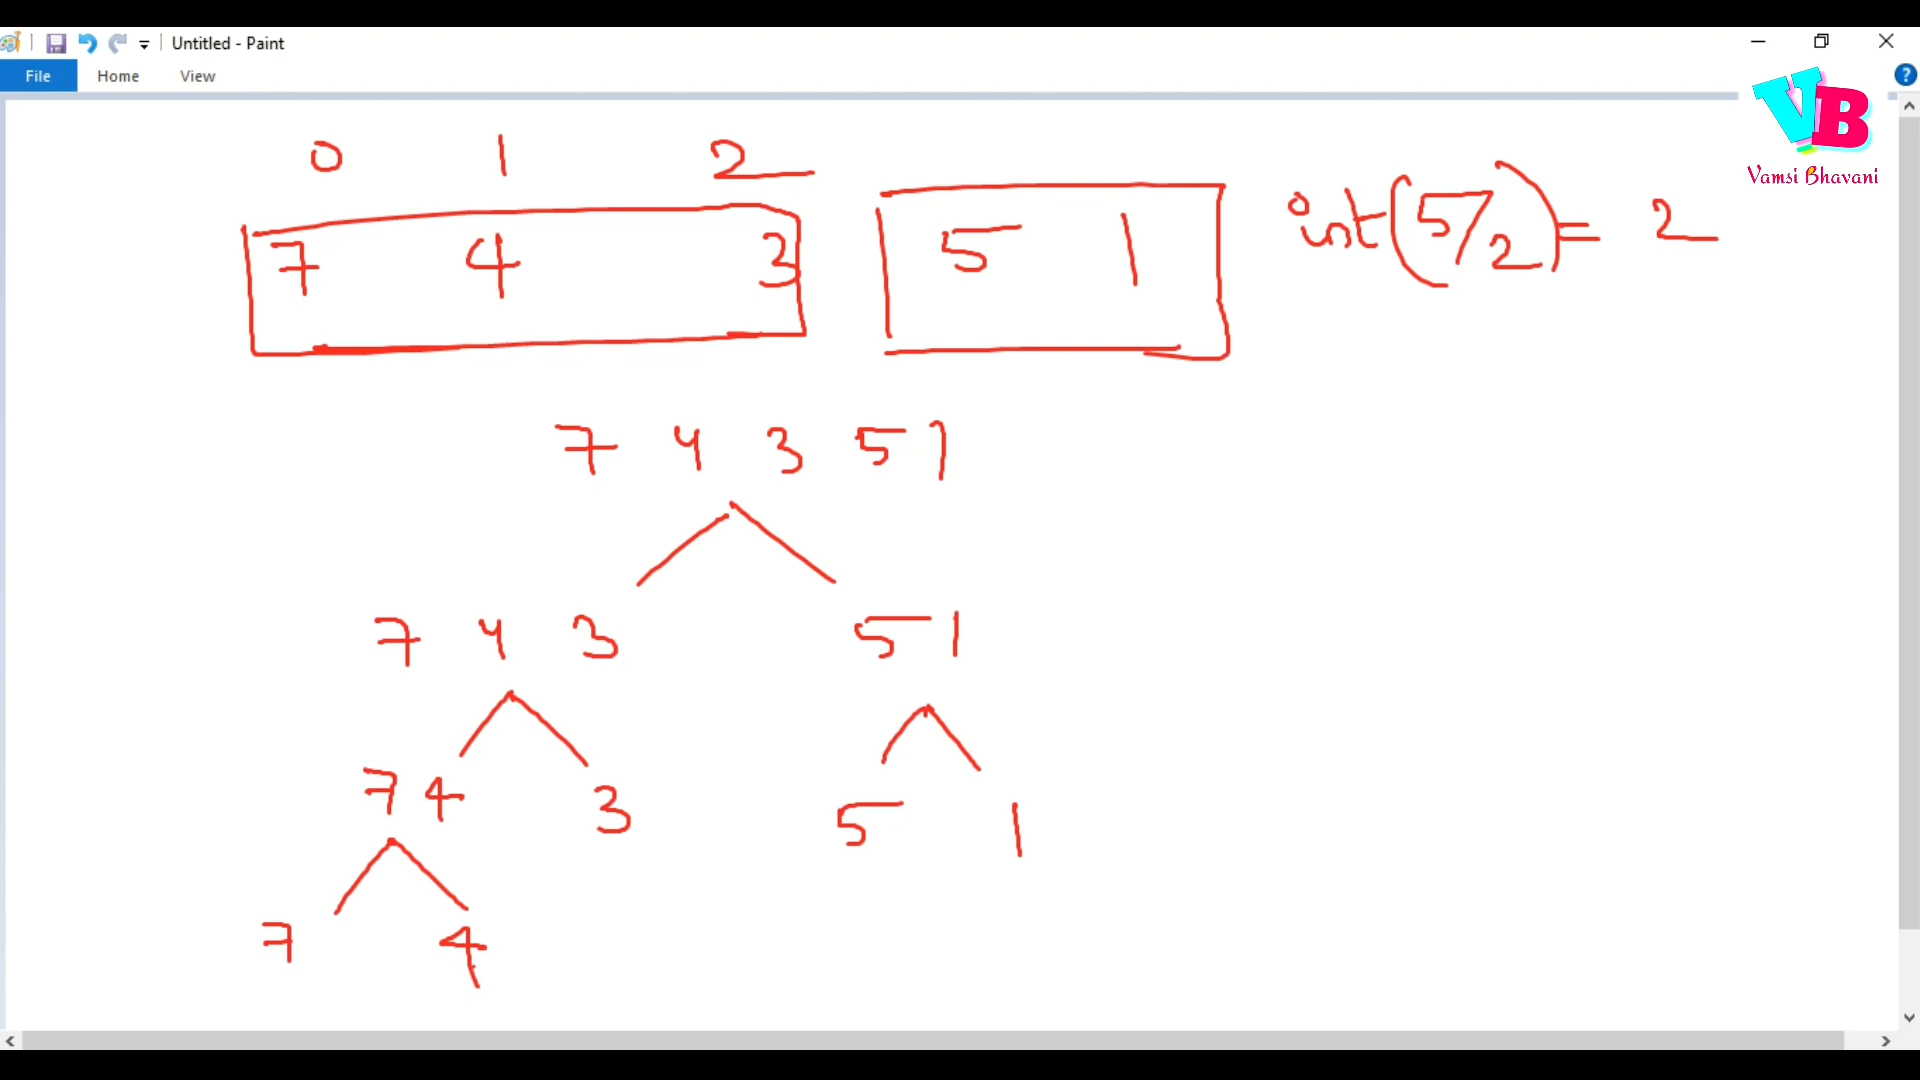 Untitled - Paint
File Home View
VB
Vamsi Bhavani
0 1 2
7 4 3 5 1 int(5/2) = 2
7 4 3 5 1
7 4 3 5 1
7 4 3 5 1
7 4